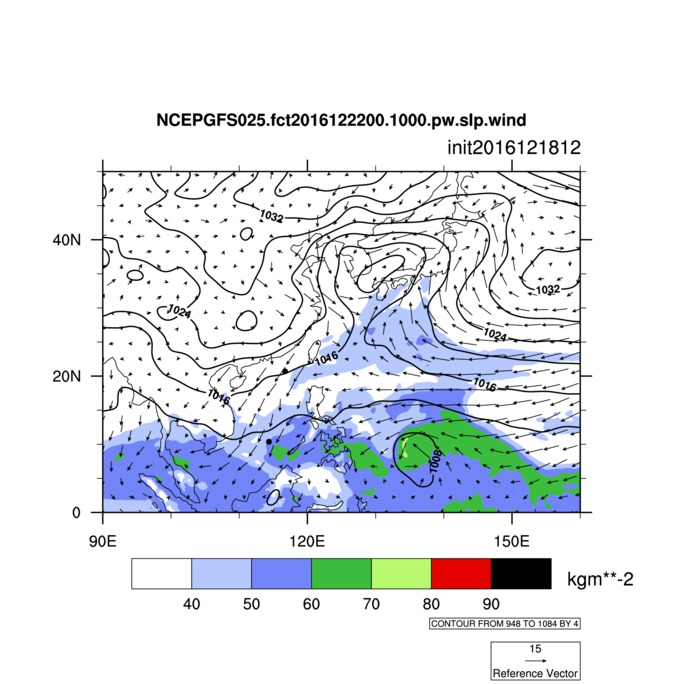 NCEPGFS025.fct2016122200.1000.pw.slp.wind
init2016121812
1032
40N
1032
1024
1024
1016
20N
1016
1016
1008
0
90E 120E 150E
kgm**-2
40 50 60 70 80 90
CONTOUR FROM 948 TO 1084 BY 4
15
Reference Vector